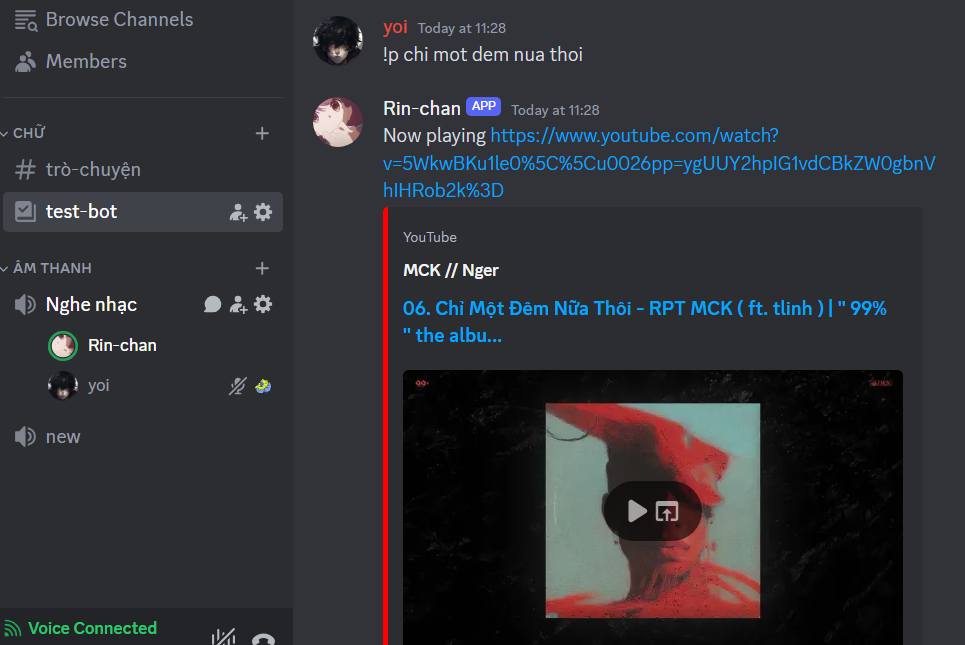 Browse Channels
Members
CHỮ
trò-chuyện
test-bot
ÂM THANH
Nghe nhạc
Rin-chan
yoi
new
Voice Connected
yoi Today at 11:28
!p chi mot dem nua thoi
Rin-chan APP Today at 11:28
Now playing https://www.youtube.com/watch?
v=5WkwBKu1le0%5C%5Cu0026pp=ygUUY2hpIG1vdCBkZW0gbnV
hIHRob2k%3D
YouTube
MCK // Nger
06. Chỉ Một Đêm Nữa Thôi - RPT MCK ( ft. tlinh ) | " 99%
" the albu...